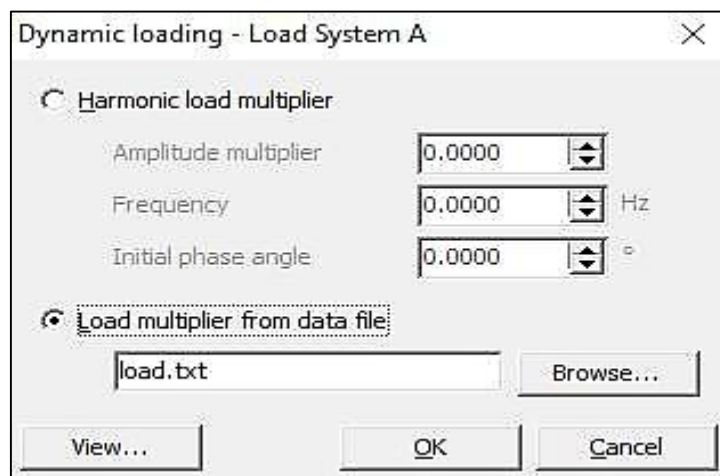 Dynamic loading - Load System A
Harmonic load multiplier
Amplitude multiplier 0.0000
Frequency 0.0000 Hz
Initial phase angle 0.0000 °
Load multiplier from data file
load.txt Browse...
View... OK Cancel